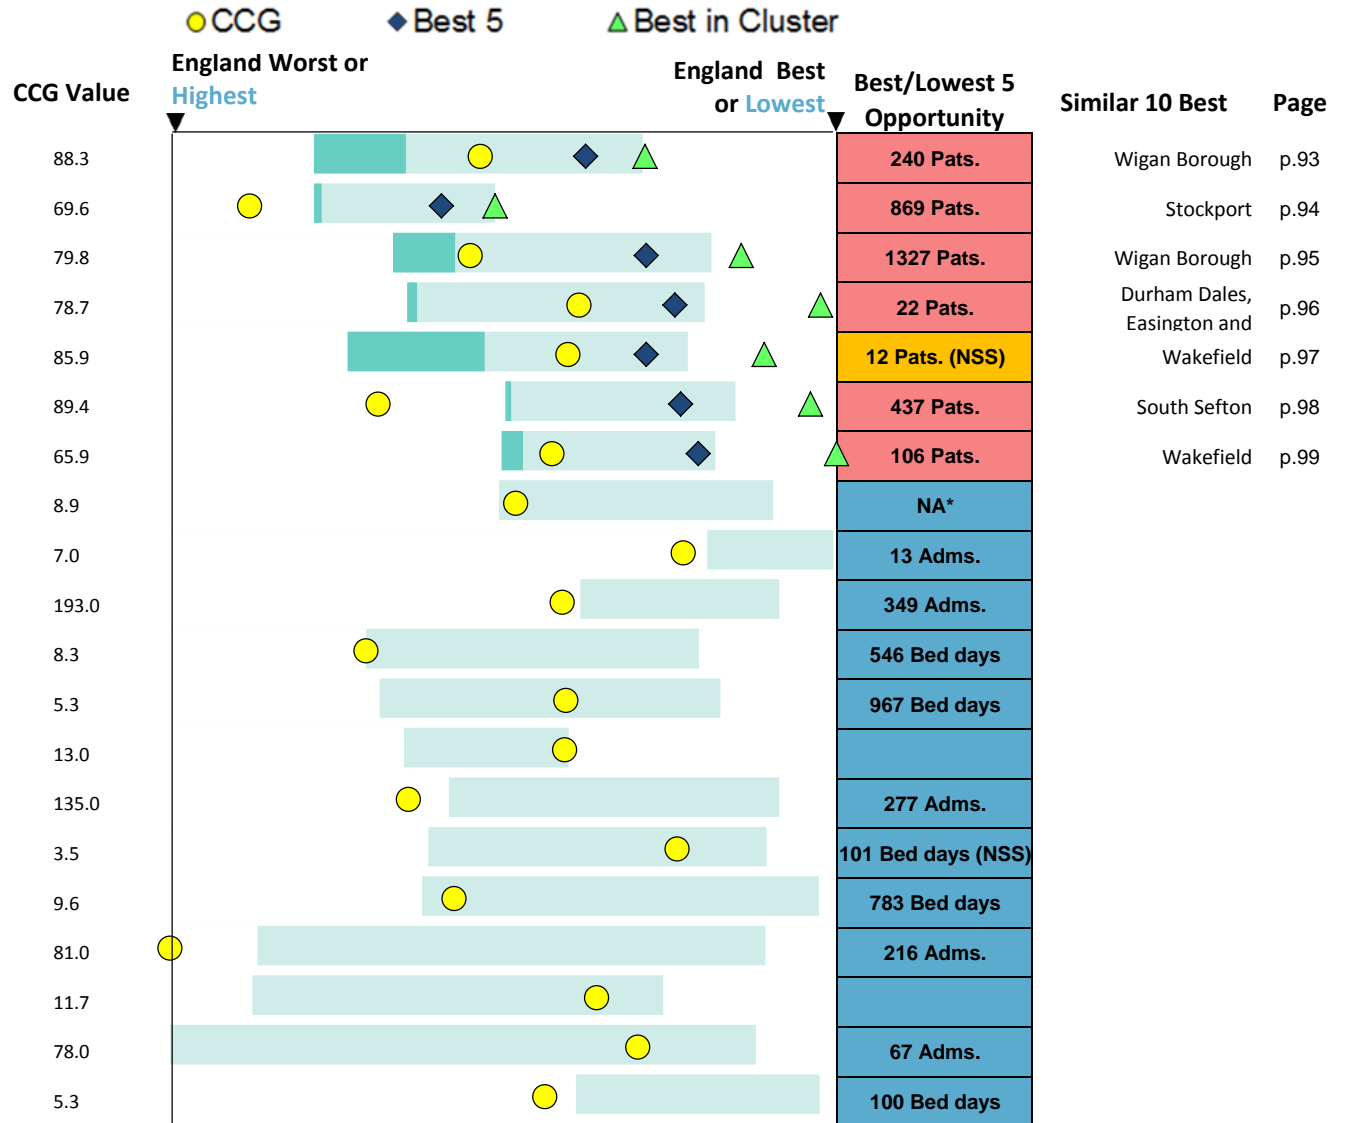 CCG Best 5 Best in Cluster
CCG Value
England Worst or
Highest
England Best
or Lowest
Best/Lowest 5
Opportunity
Similar 10 Best
Page
88.3 240 Pats. Wigan Borough p.93
69.6 869 Pats. Stockport p.94
79.8 1327 Pats. Wigan Borough p.95
78.7 22 Pats. Durham Dales,
Easington and p.96
85.9 12 Pats. (NSS) Wakefield p.97
89.4 437 Pats. South Sefton p.98
65.9 106 Pats. Wakefield p.99
8.9 NA*
7.0 13 Adms.
193.0 349 Adms.
8.3 546 Bed days
5.3 967 Bed days
13.0
135.0 277 Adms.
3.5 101 Bed days (NSS)
9.6 783 Bed days
81.0 216 Adms.
11.7
78.0 67 Adms.
5.3 100 Bed days